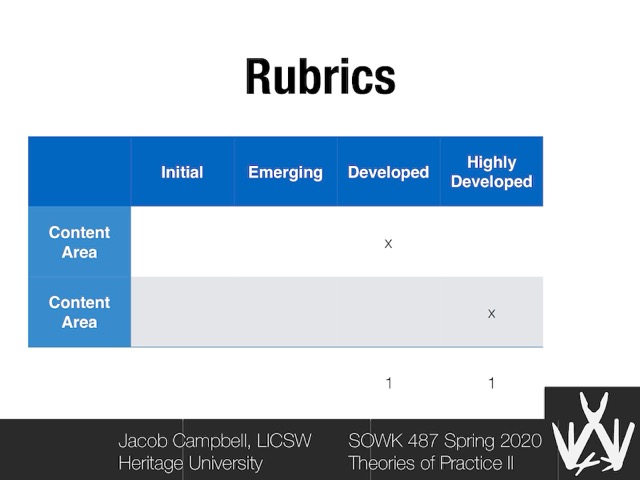 Rubrics
Initial Emerging Developed Highly Developed
Content Area x
Content Area x
1 1
Jacob Campbell, LICSW SOWK 487 Spring 2020
Heritage University Theories of Practice II